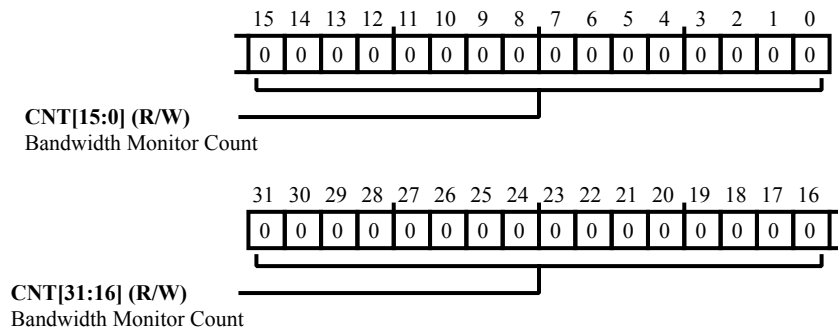 15 14 13 12 11 10 9 8 7 6 5 4 3 2 1 0
0 0 0 0 0 0 0 0 0 0 0 0 0 0 0 0
CNT[15:0] (R/W)
Bandwidth Monitor Count
31 30 29 28 27 26 25 24 23 22 21 20 19 18 17 16
0 0 0 0 0 0 0 0 0 0 0 0 0 0 0 0
CNT[31:16] (R/W)
Bandwidth Monitor Count